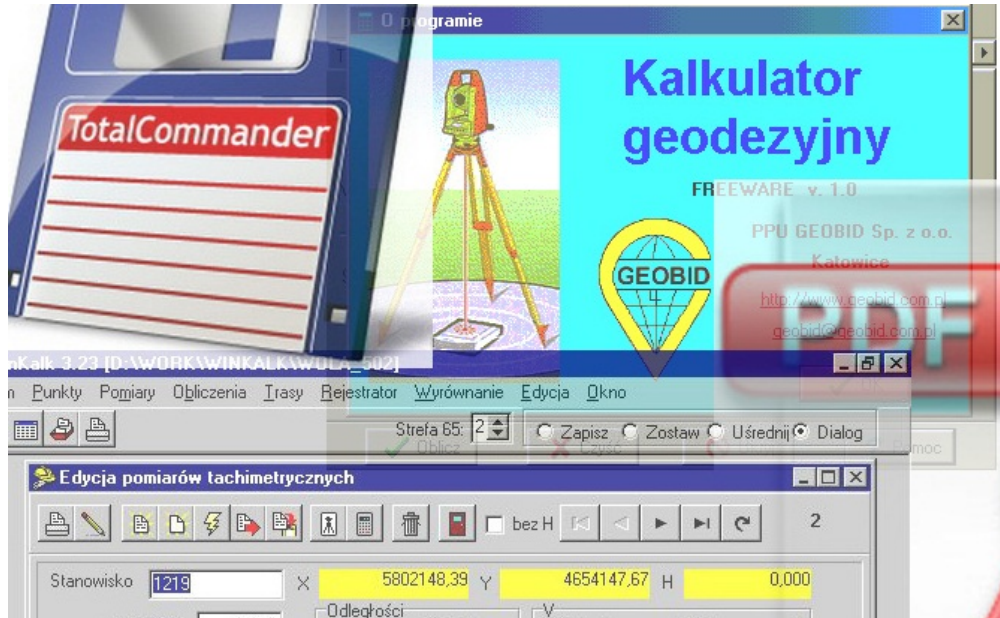 O programie
TotalCommander
Kalkulator
geodezyjny
FREEWARE v. 1.0
PPU GEOBID Sp. z o.o.
Katowice
GEOBID
http://www.geobid.com.pl
geobid@geobid.com.pl
PDF
nKalk 3.23 [D:\WORK\WINKALK\WOLA_502]
OK
Punkty Pomiary Obliczenia Trasy Rejestrator Wyrównanie Edycja Okno
Strefa 65: 2 Zapisz Zostaw Uśrednij Dialog
Oblicz Czyść Pomoc
Edycja pomiarów tachimetrycznych
bez H 2
Stanowisko 1219 X 5802148,39 Y 4654147,67 H 0,000
Odległości V